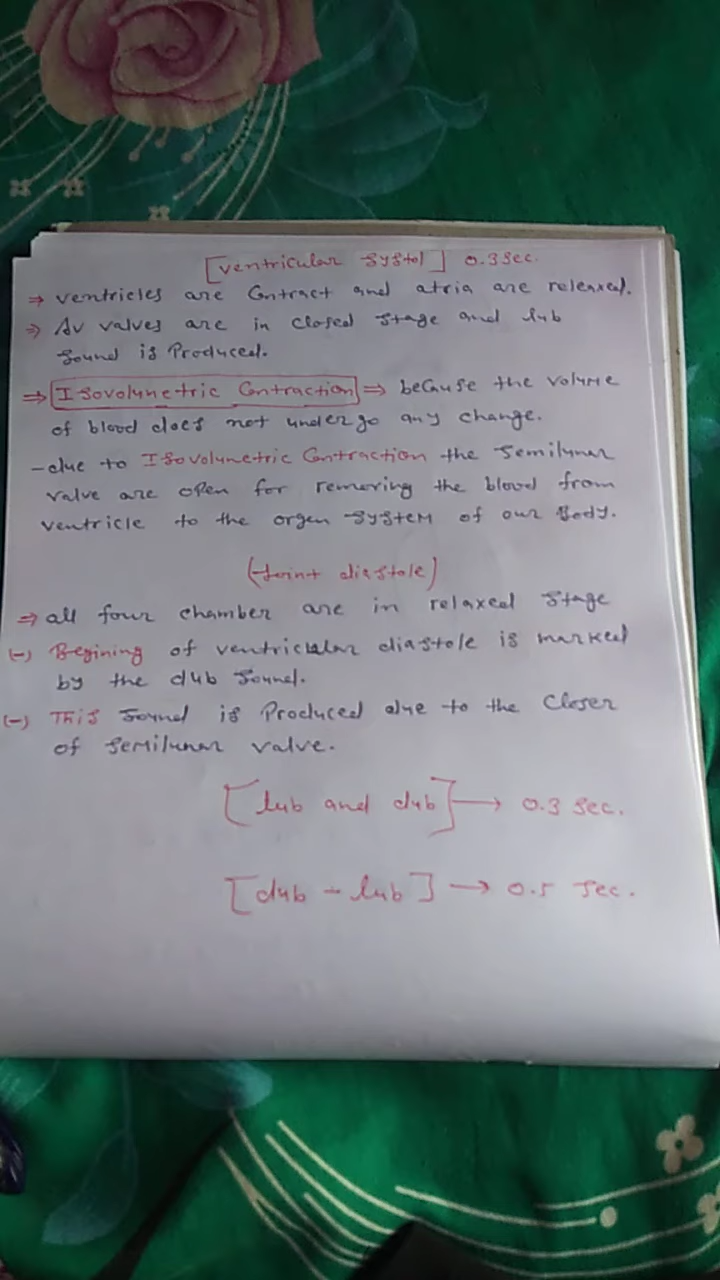 [ventricular systol] 0.3 sec.
⇒ ventricles are Contract and atria are relexed.
⇒ AV valves are in closed stage and lub
sound is Produced.
⇒ Isovolumetric Contraction ⇒ because the volume
of blood does not undergo any change.
- due to Isovolumetric Contraction the semilunar
valve are open for removing the blood from
ventricle to the orgen system of our Body.
(Joint diastole)
⇒ all four chamber are in relaxed stage
(-) Begining of ventricular diastole is marked
by the dub sound.
(-) This sound is Produced due to the Closer
of semilunar valve.
[lub and dub] → 0.3 sec.
[dub - lub] → 0.5 sec.